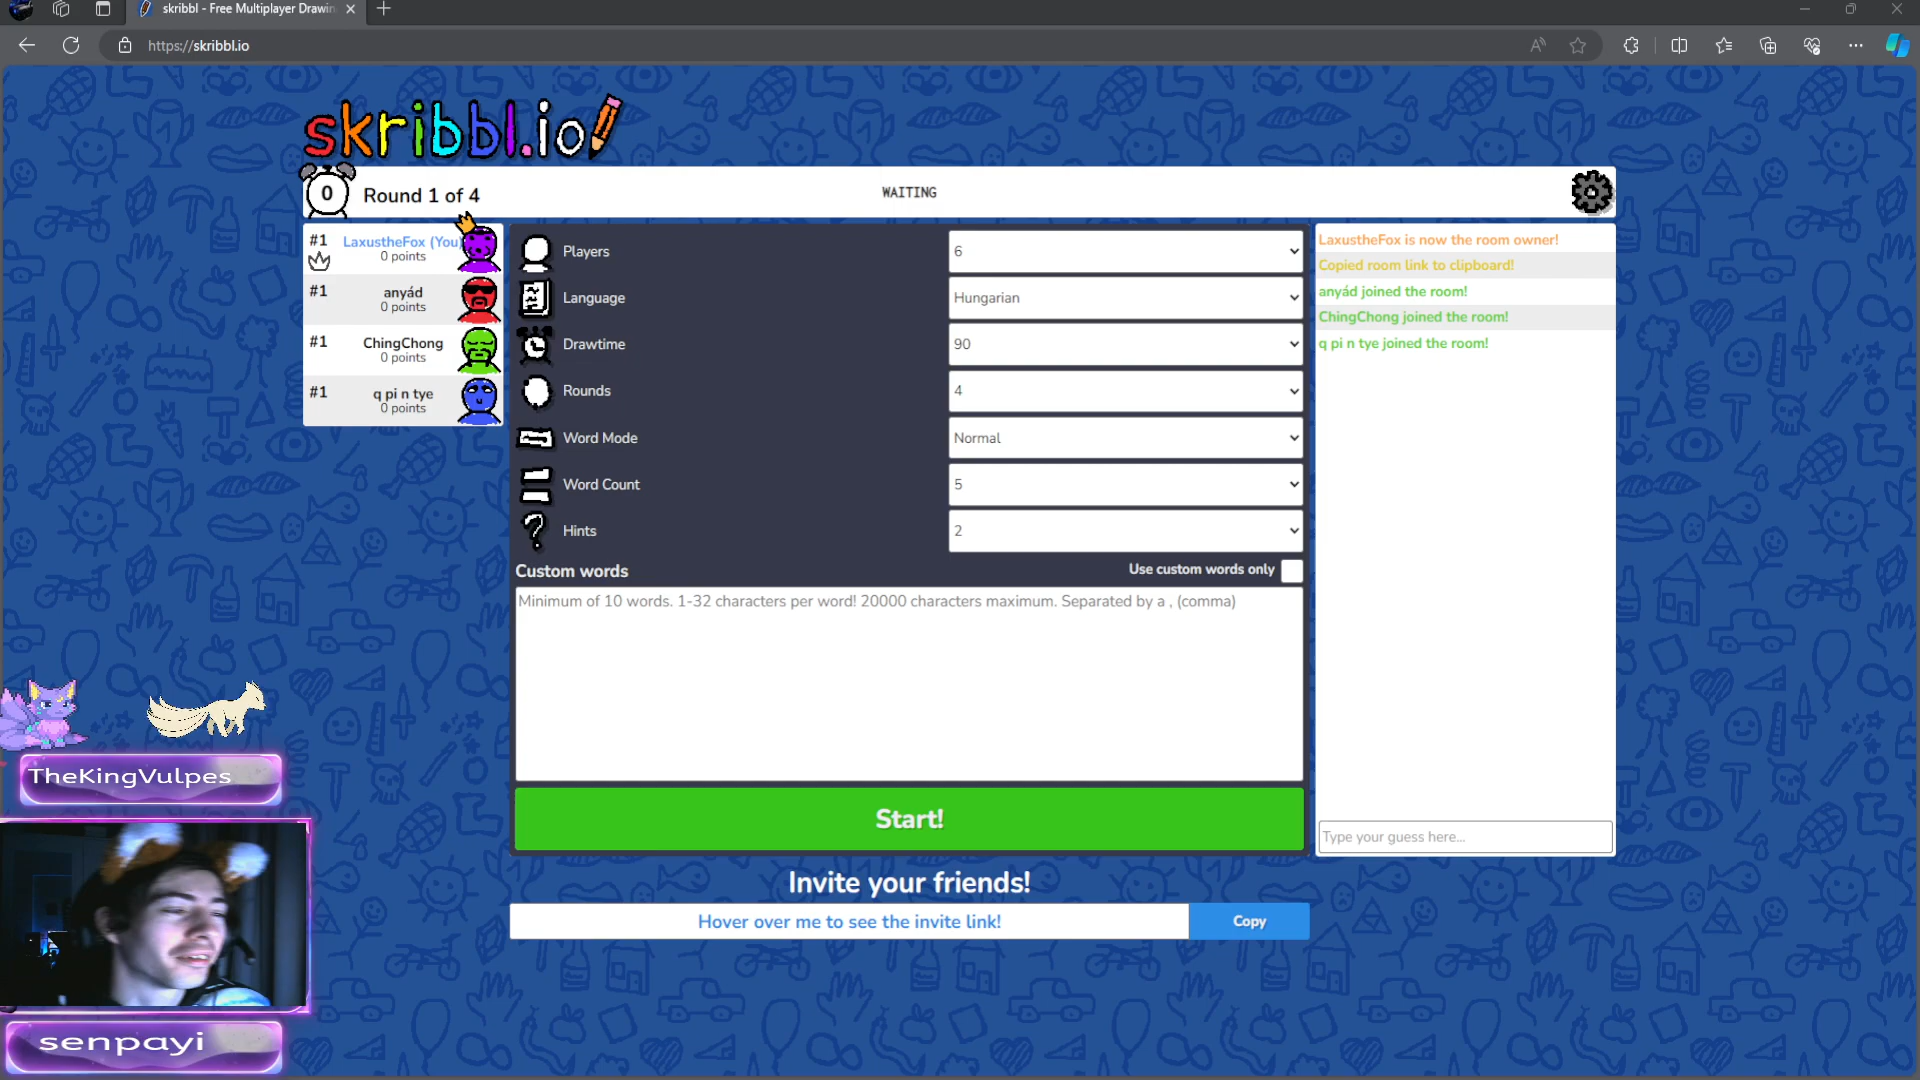 skribbl - Free Multiplayer Drawin
https://skribbl.io
skribbl.io
0
Round 1 of 4
WAITING
#1
LaxustheFox (You)
0 points
#1
anyád
0 points
#1
ChingChong
0 points
#1
q pi n tye
0 points
Players
6
Language
Hungarian
Drawtime
90
Rounds
4
Word Mode
Normal
Word Count
5
Hints
2
Custom words
Use custom words only
Minimum of 10 words. 1-32 characters per word! 20000 characters maximum. Separated by a , (comma)
Start!
Invite your friends!
Hover over me to see the invite link!
Copy
LaxustheFox is now the room owner!
Copied room link to clipboard!
anyád joined the room!
ChingChong joined the room!
q pi n tye joined the room!
Type your guess here...
TheKingVulpes
senpayi